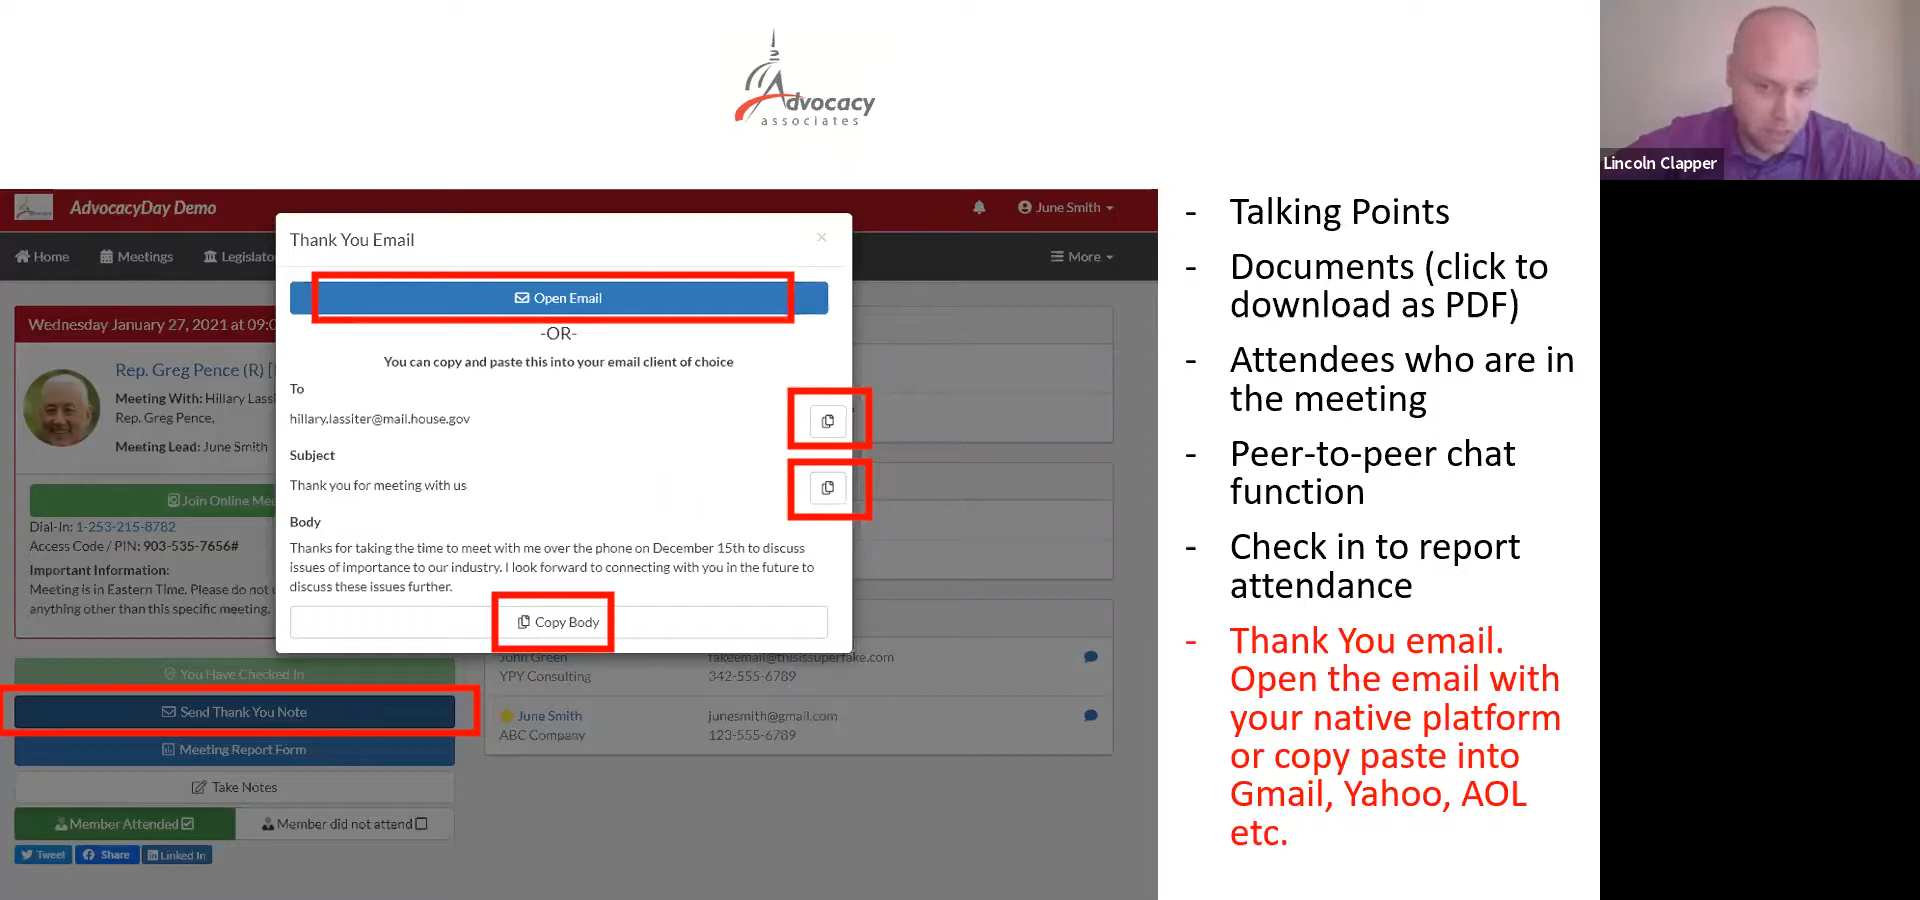 Advocacy
associates
Lincoln Clapper
AdvocacyDay Demo
June Smith
Home
Meetings
Legislato
More
Wednesday January 27, 2021 at 09:0
Rep. Greg Pence (R) [
Meeting With: Hillary Lass
Rep. Greg Pence,
Meeting Lead: June Smith
Join Online Mee
Dial-In: 1-253-215-8782
Access Code / PIN: 903-535-7656#
Important Information:
Meeting is in Eastern Time. Please do not
anything other than this specific meeting.
You Have Checked In
Send Thank You Note
Meeting Report Form
Take Notes
Member Attended
Member did not attend
Tweet
Share
Linked In
Thank You Email
Open Email
-OR-
You can copy and paste this into your email client of choice
To
hillary.lassiter@mail.house.gov
Subject
Thank you for meeting with us
Body
Thanks for taking the time to meet with me over the phone on December 15th to discuss
issues of importance to our industry. I look forward to connecting with you in the future to
discuss these issues further.
Copy Body
John Green
fakeemail@thisissuperfake.com
YPY Consulting
342-555-6789
June Smith
junesmith@gmail.com
ABC Company
123-555-6789
- Talking Points
- Documents (click to
download as PDF)
- Attendees who are in
the meeting
- Peer-to-peer chat
function
- Check in to report
attendance
- Thank You email.
Open the email with
your native platform
or copy paste into
Gmail, Yahoo, AOL
etc.